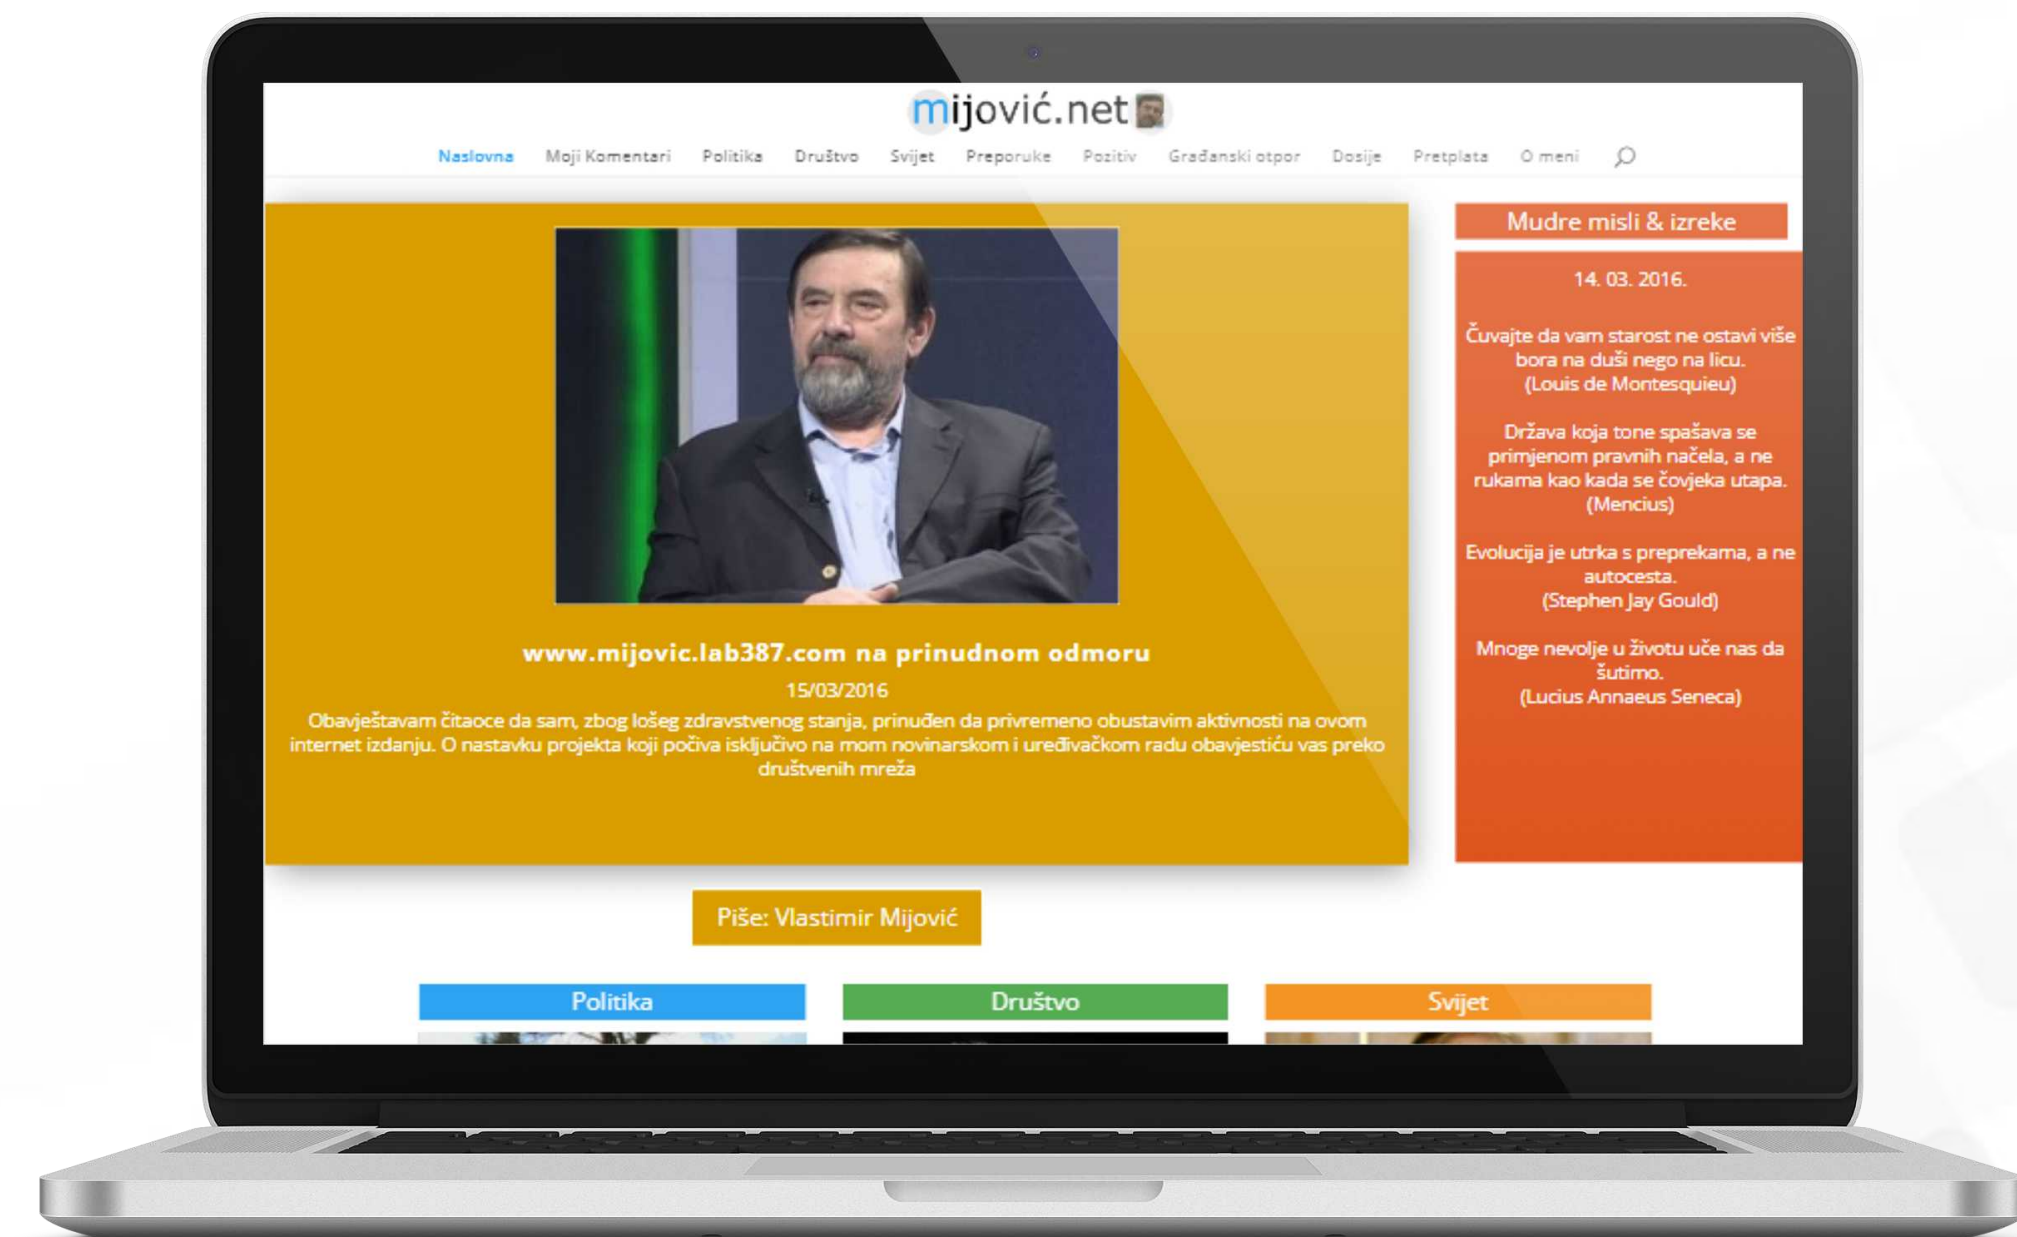 mijović.net
Naslovna Moji Komentari Politika Društvo Svijet Preporuke Pozitiv Građanski otpor Dosije Pretplata O meni
www.mijovic.lab387.com na prinudnom odmoru
15/03/2016
Obavještavam čitaoce da sam, zbog lošeg zdravstvenog stanja, prinuđen da privremeno obustavim aktivnosti na ovom
internet izdanju. O nastavku projekta koji počiva isključivo na mom novinarskom i uređivačkom radu obavjestiću vas preko
društvenih mreža
Mudre misli & izreke
14. 03. 2016.
Čuvajte da vam starost ne ostavi više
bora na duši nego na licu.
(Louis de Montesquieu)
Država koja tone spašava se
primjenom pravnih načela, a ne
rukama kao kada se čovjeka utapa.
(Mencius)
Evolucija je utrka s preprekama, a ne
autocesta.
(Stephen Jay Gould)
Mnoge nevolje u životu uče nas da
šutimo.
(Lucius Annaeus Seneca)
Piše: Vlastimir Mijović
Politika
Društvo
Svijet